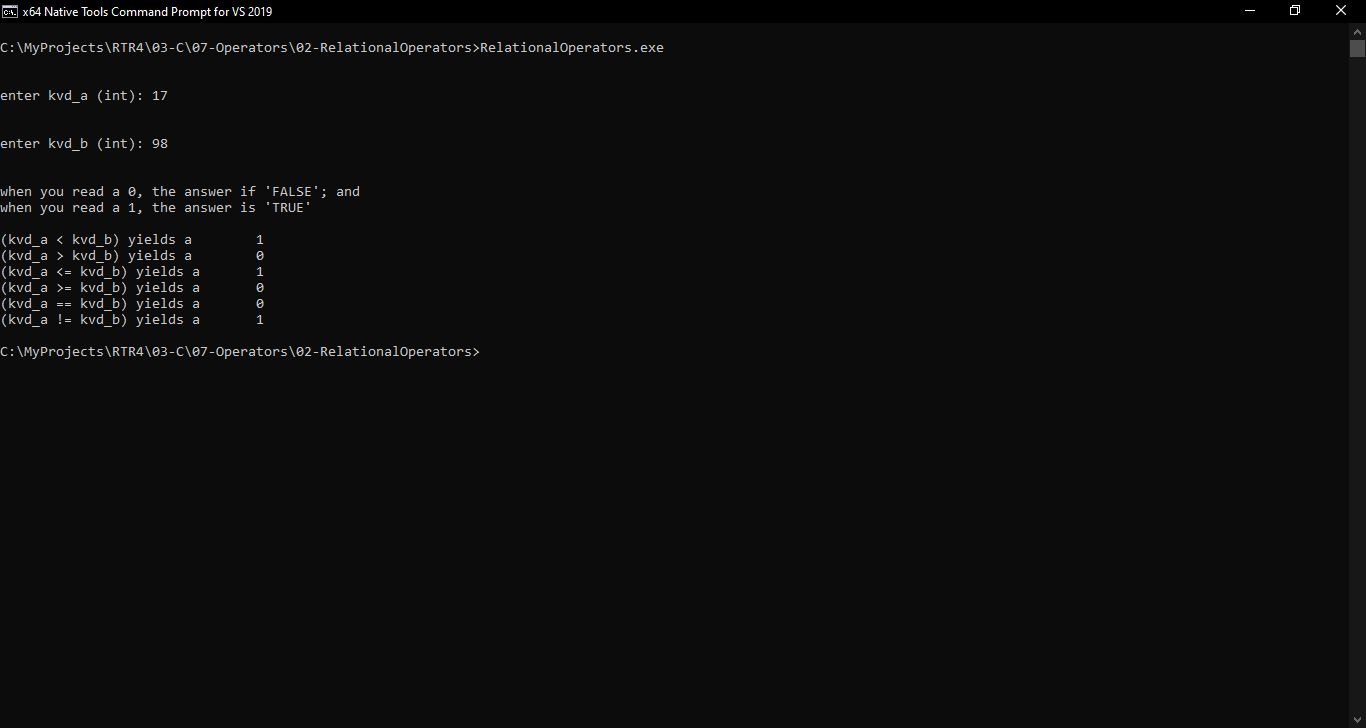 x64 Native Tools Command Prompt for VS 2019
C:\MyProjects\RTR4\03-C\07-Operators\02-RelationalOperators>RelationalOperators.exe
enter kvd_a (int): 17
enter kvd_b (int): 98
when you read a 0, the answer if 'FALSE'; and
when you read a 1, the answer is 'TRUE'
(kvd_a < kvd_b) yields a 1
(kvd_a > kvd_b) yields a 0
(kvd_a <= kvd_b) yields a 1
(kvd_a >= kvd_b) yields a 0
(kvd_a == kvd_b) yields a 0
(kvd_a != kvd_b) yields a 1
C:\MyProjects\RTR4\03-C\07-Operators\02-RelationalOperators>